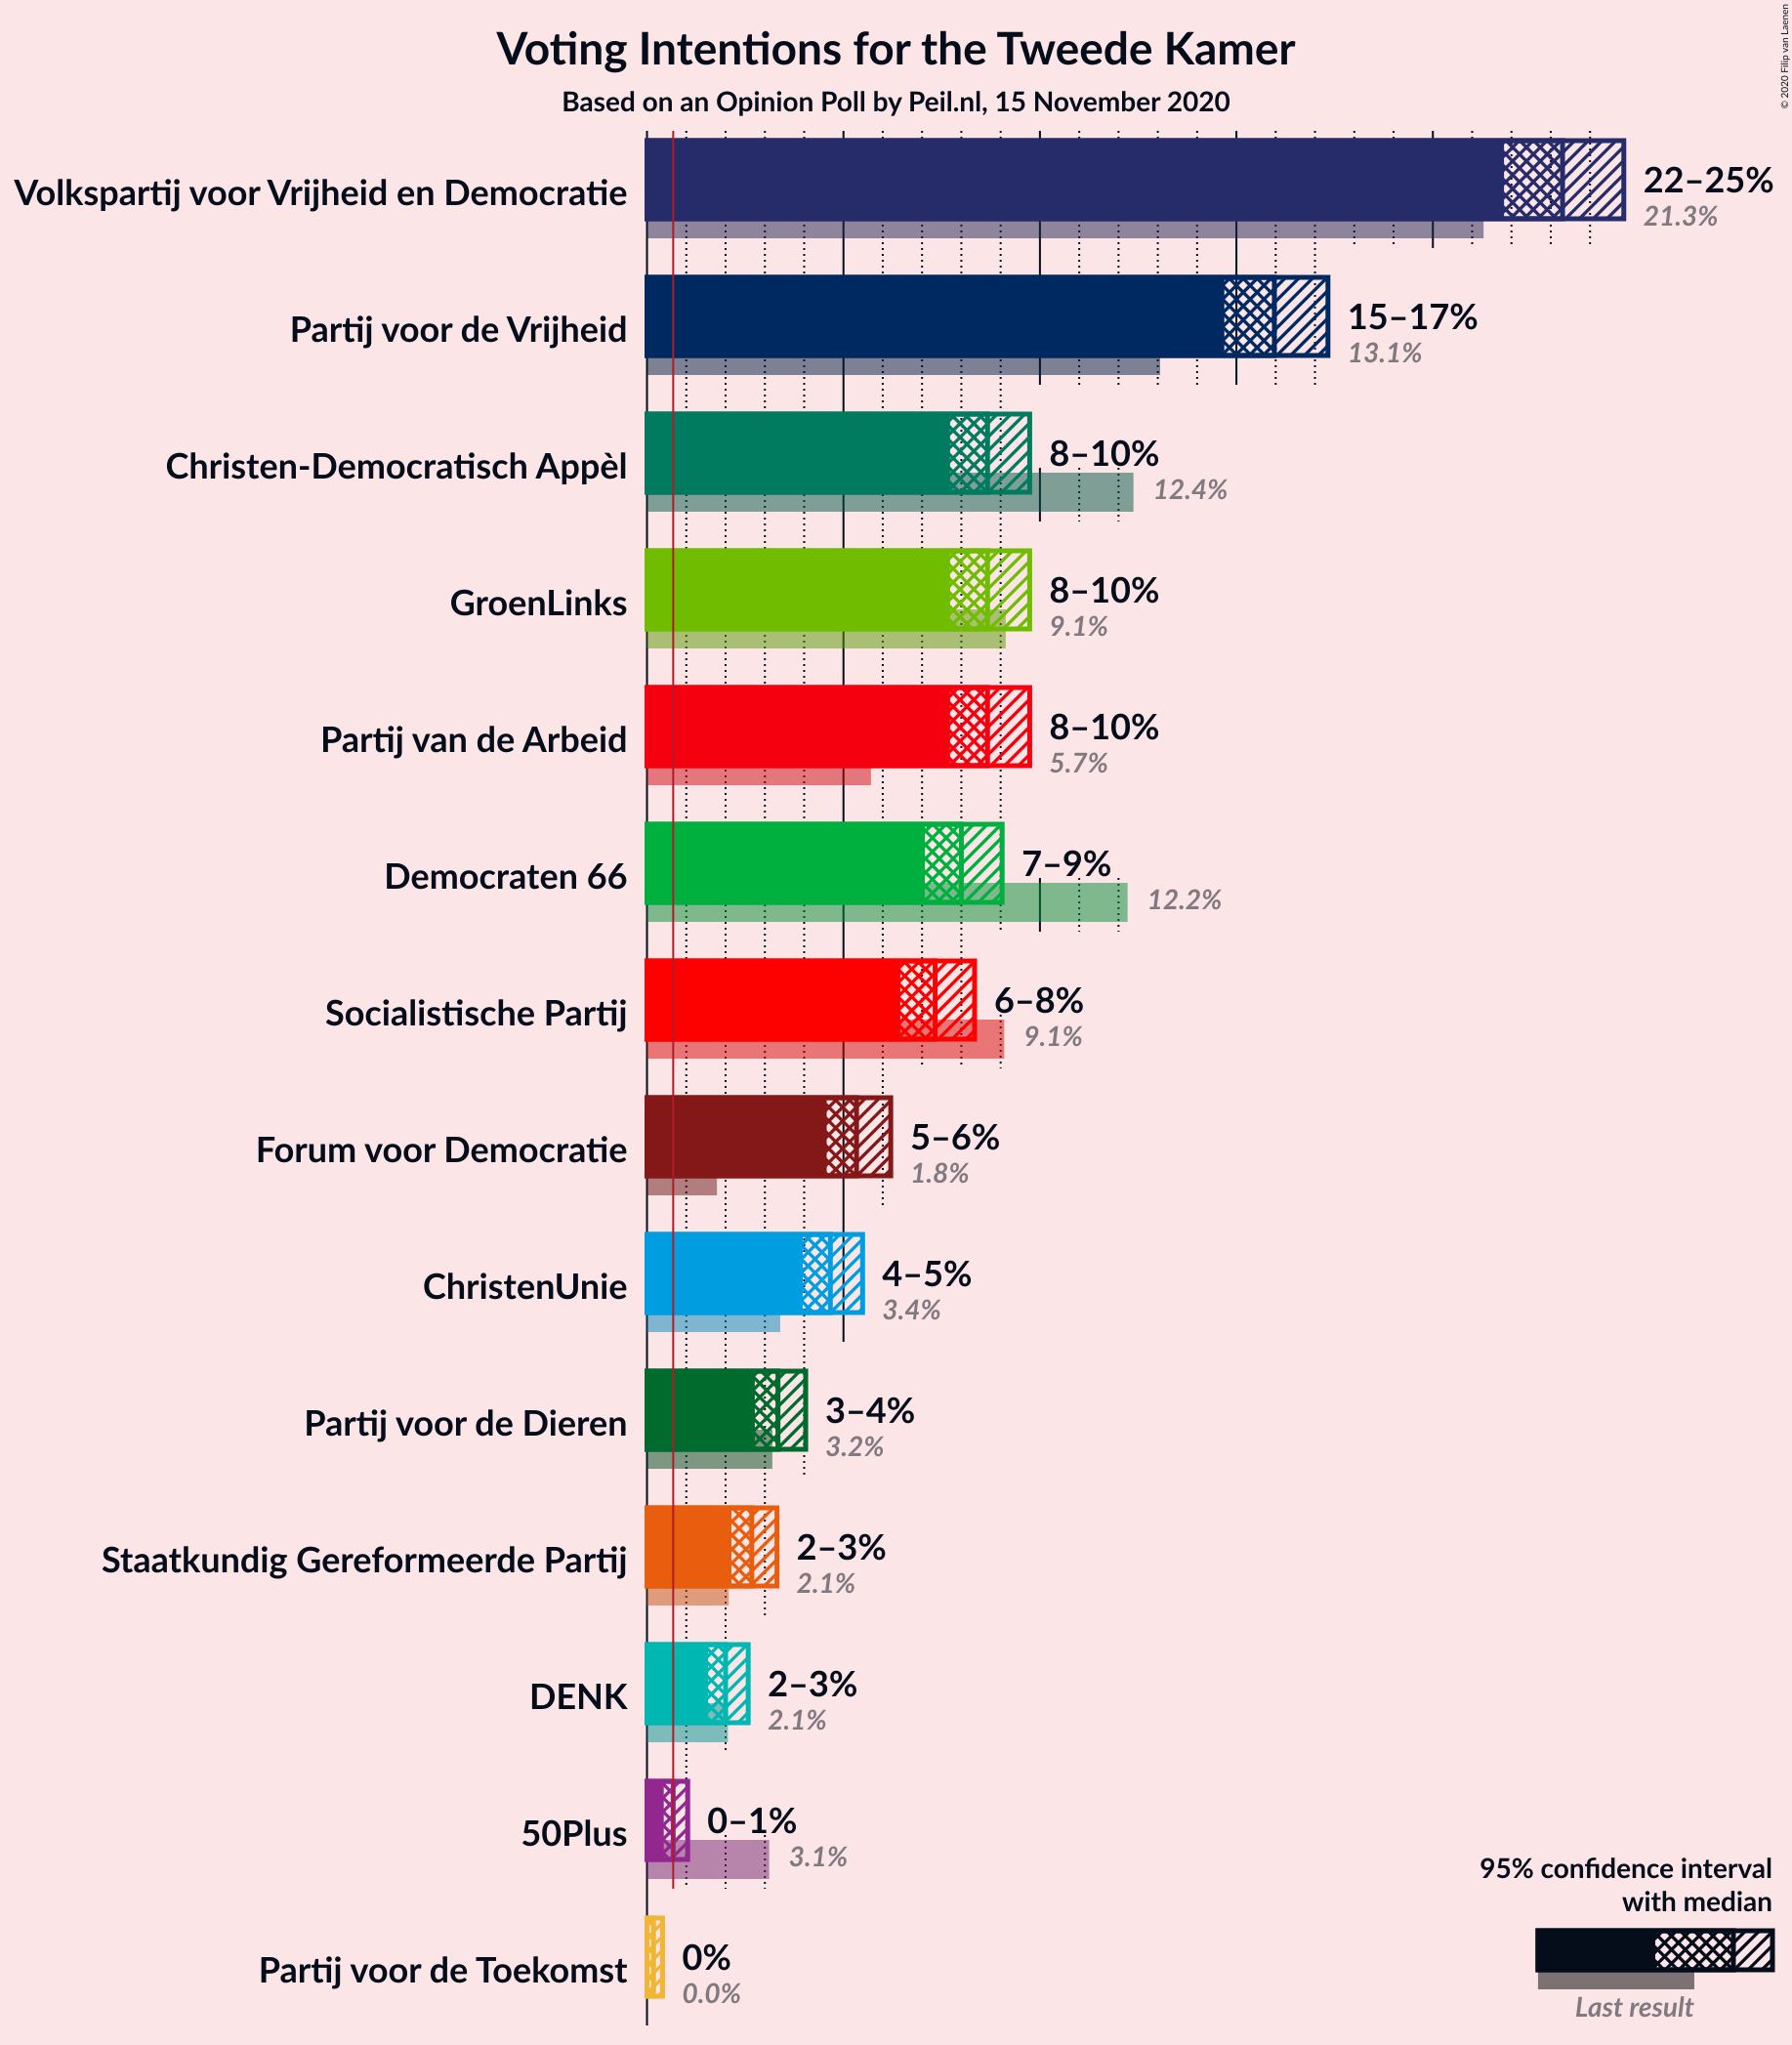 Voting Intentions for the Tweede Kamer
Based on an Opinion Poll by Peil.nl, 15 November 2020
© 2020 Filip van Laenen
Volkspartij voor Vrijheid en Democratie
22–25%
21.3%
Partij voor de Vrijheid
15–17%
13.1%
Christen-Democratisch Appèl
8–10%
12.4%
GroenLinks
8–10%
9.1%
Partij van de Arbeid
8–10%
5.7%
Democraten 66
7–9%
12.2%
Socialistische Partij
6–8%
9.1%
Forum voor Democratie
5–6%
1.8%
ChristenUnie
4–5%
3.4%
Partij voor de Dieren
3–4%
3.2%
Staatkundig Gereformeerde Partij
2–3%
2.1%
DENK
2–3%
2.1%
50Plus
0–1%
3.1%
Partij voor de Toekomst
0%
0.0%
95% confidence interval
with median
Last result